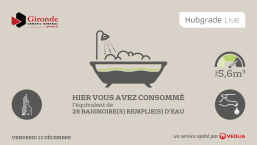 Gironde
CONSEIL GENERAL
Hubgrade Live
5,6m³
HIER VOUS AVEZ CONSOMMÉ
l'équivalent de
28 BAIGNOIRE(S) REMPLIE(S) D'EAU
VENDREDI 12 DÉCEMBRE
un service opéré par VEOLIA